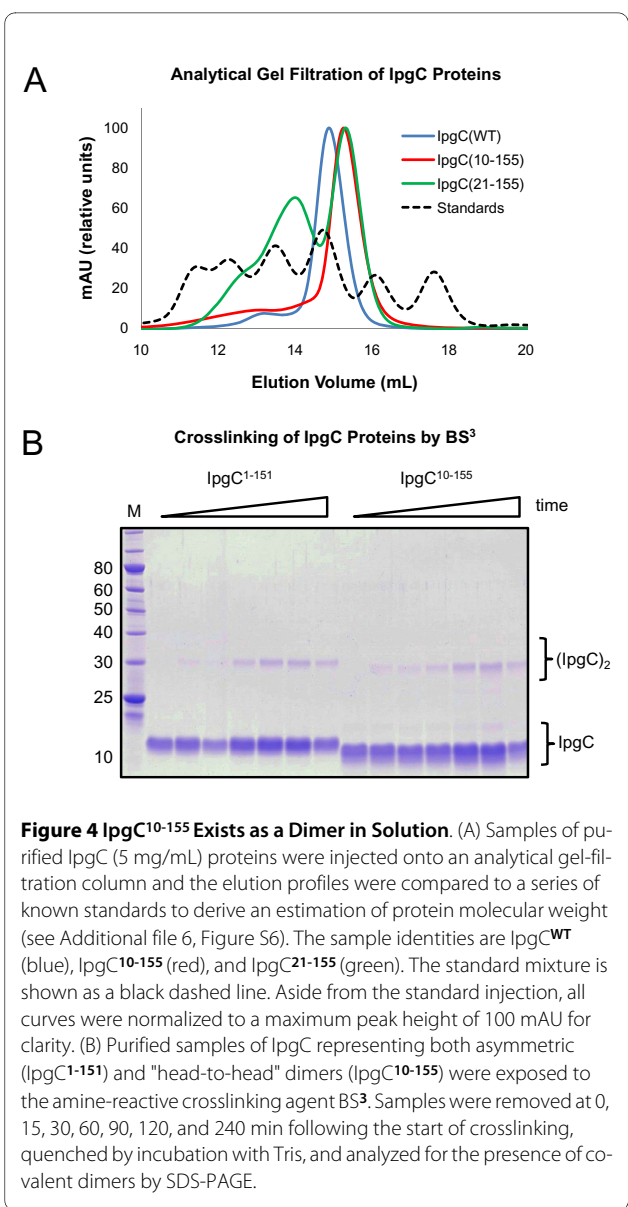 A
Analytical Gel Filtration of IpgC Proteins
mAU (relative units)
100
80
60
40
20
0
IpgC(WT)
IpgC(10-155)
IpgC(21-155)
Standards
10 12 14 16 18 20
Elution Volume (mL)
B
Crosslinking of IpgC Proteins by BS³
IpgC¹⁻¹⁵¹ IpgC¹⁰⁻¹⁵⁵
M time
80
60
50
40
30
25
10
(IpgC)₂
IpgC
Figure 4 IpgC¹⁰⁻¹⁵⁵ Exists as a Dimer in Solution. (A) Samples of pu-
rified IpgC (5 mg/mL) proteins were injected onto an analytical gel-fil-
tration column and the elution profiles were compared to a series of
known standards to derive an estimation of protein molecular weight
(see Additional file 6, Figure S6). The sample identities are IpgCᵂᵀ
(blue), IpgC¹⁰⁻¹⁵⁵ (red), and IpgC²¹⁻¹⁵⁵ (green). The standard mixture is
shown as a black dashed line. Aside from the standard injection, all
curves were normalized to a maximum peak height of 100 mAU for
clarity. (B) Purified samples of IpgC representing both asymmetric
(IpgC¹⁻¹⁵¹) and "head-to-head" dimers (IpgC¹⁰⁻¹⁵⁵) were exposed to
the amine-reactive crosslinking agent BS³. Samples were removed at 0,
15, 30, 60, 90, 120, and 240 min following the start of crosslinking,
quenched by incubation with Tris, and analyzed for the presence of co-
valent dimers by SDS-PAGE.